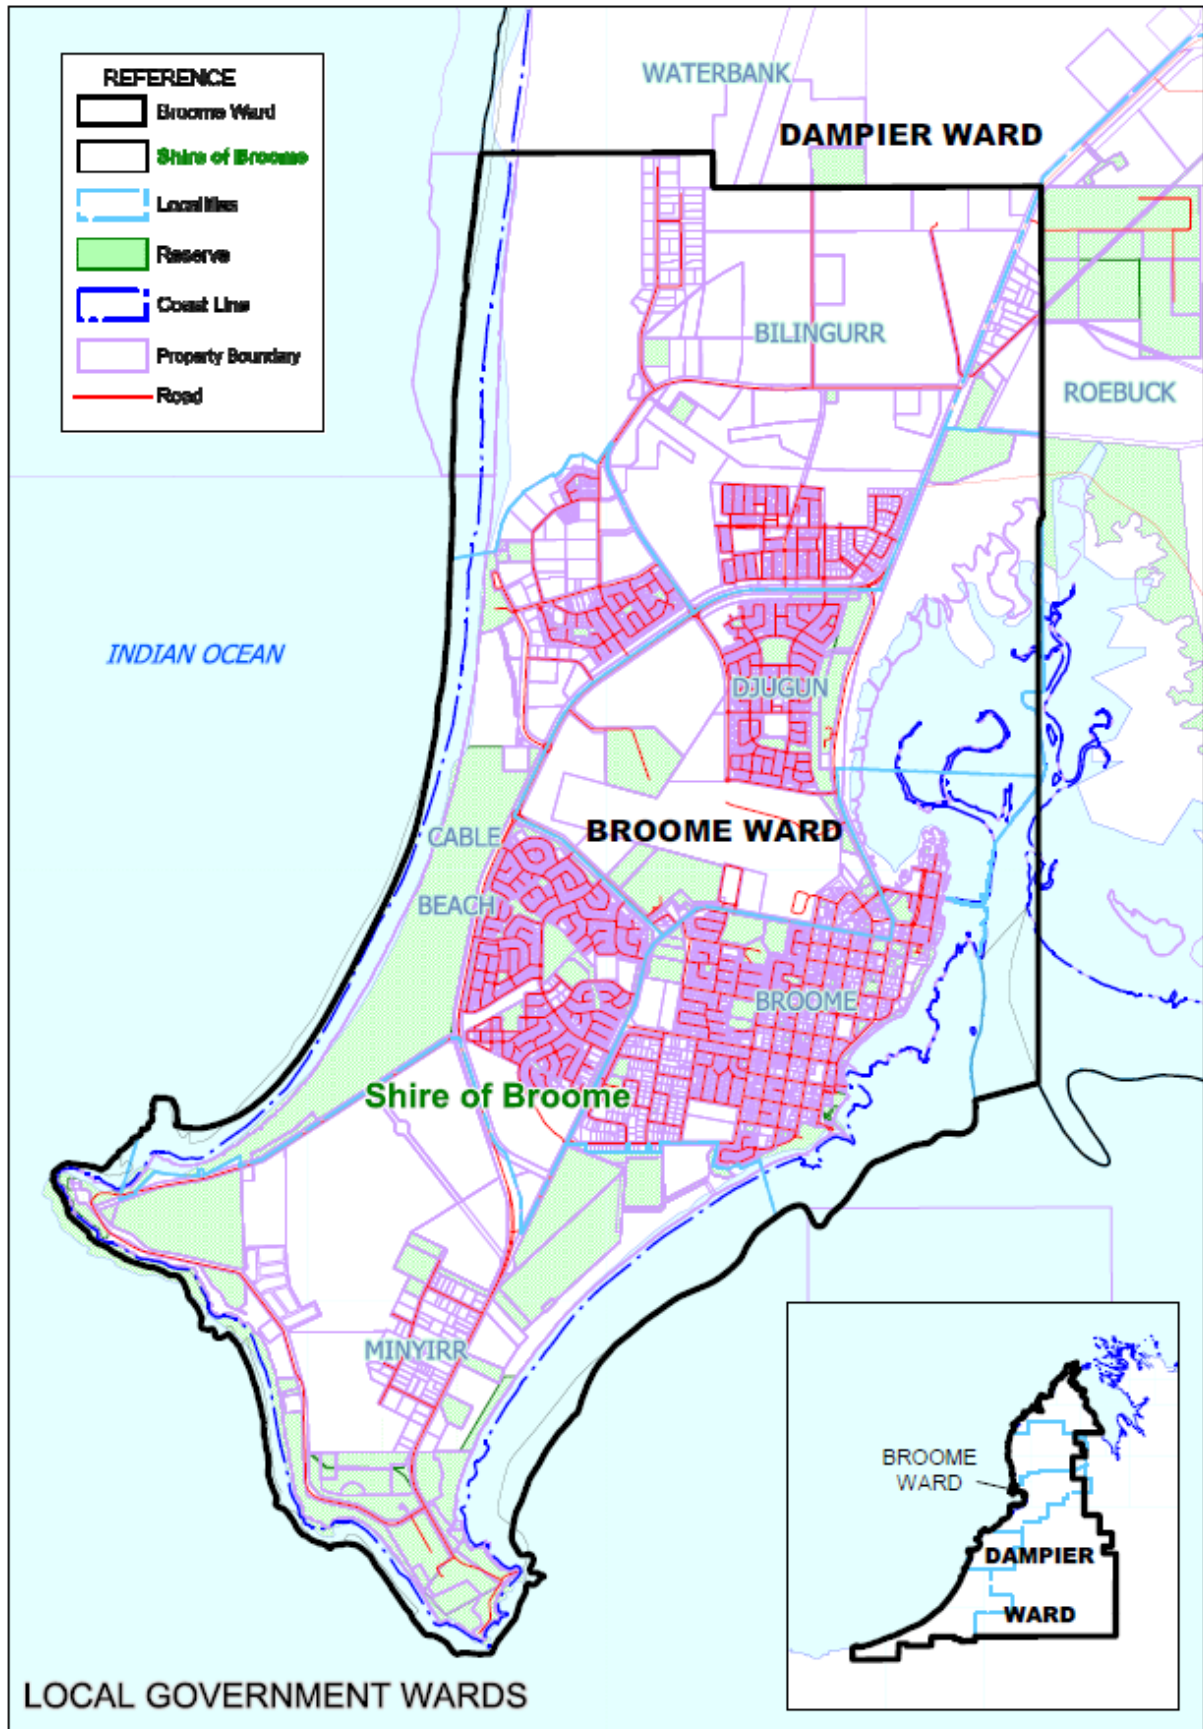 WATERBANK
DAMPIER WARD
REFERENCE
Broome Ward
Shire of Broome
Localities
Reserve
Coast Line
Property Boundary
Road
BILINGURR
ROEBUCK
INDIAN OCEAN
DJUGUN
BROOME WARD
CABLE
BEACH
BROOME
Shire of Broome
MINYIRR
BROOME
WARD
DAMPIER
WARD
LOCAL GOVERNMENT WARDS